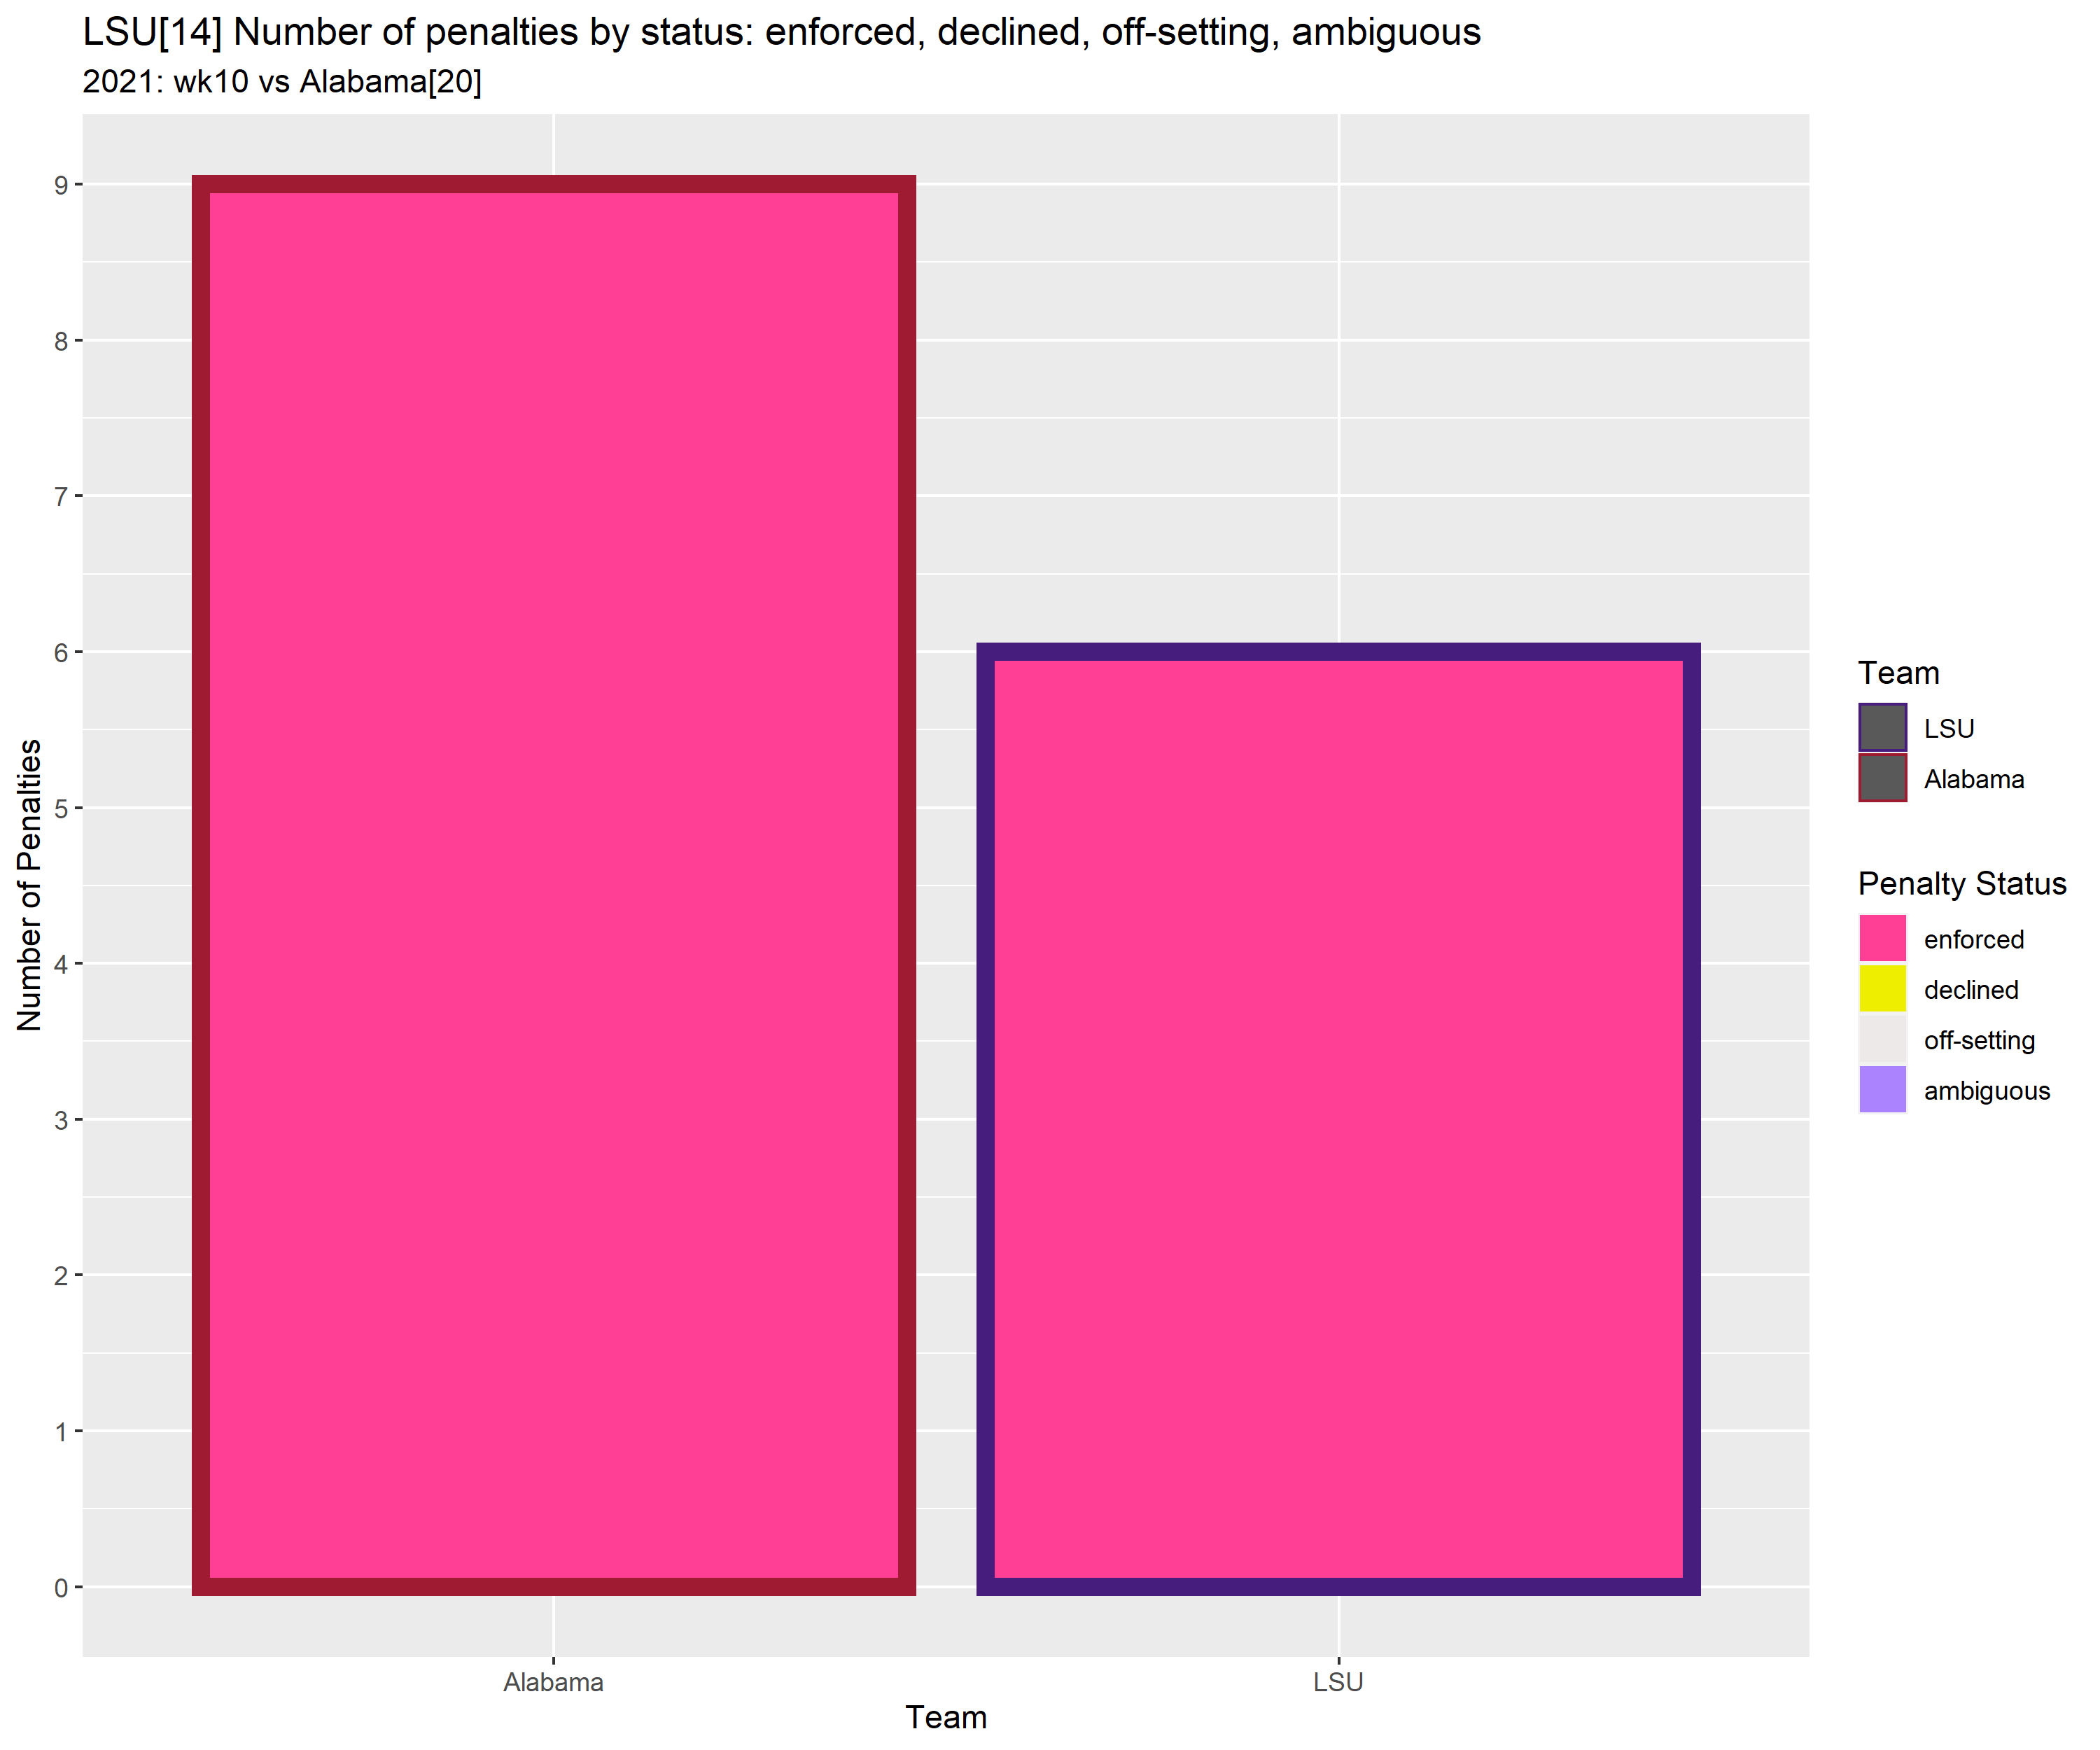 LSU[14] Number of penalties by status: enforced, declined, off-setting, ambiguous
2021: wk10 vs Alabama[20]
Number of Penalties
9
8
7
6
5
4
3
2
1
0
Alabama
LSU
Team
Team
LSU
Alabama
Penalty Status
enforced
declined
off-setting
ambiguous